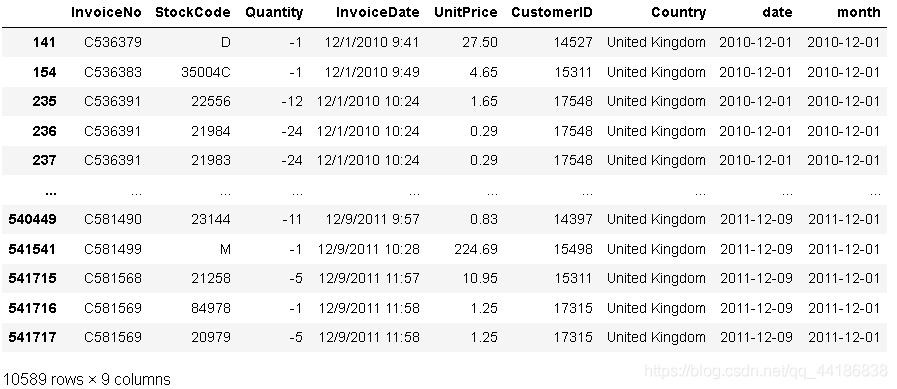 InvoiceNo StockCode Quantity InvoiceDate UnitPrice CustomerID Country date month
141 C536379 D -1 12/1/2010 9:41 27.50 14527 United Kingdom 2010-12-01 2010-12-01
154 C536383 35004C -1 12/1/2010 9:49 4.65 15311 United Kingdom 2010-12-01 2010-12-01
235 C536391 22556 -12 12/1/2010 10:24 1.65 17548 United Kingdom 2010-12-01 2010-12-01
236 C536391 21984 -24 12/1/2010 10:24 0.29 17548 United Kingdom 2010-12-01 2010-12-01
237 C536391 21983 -24 12/1/2010 10:24 0.29 17548 United Kingdom 2010-12-01 2010-12-01
... ... ... ... ... ... ... ... ... ...
540449 C581490 23144 -11 12/9/2011 9:57 0.83 14397 United Kingdom 2011-12-09 2011-12-01
541541 C581499 M -1 12/9/2011 10:28 224.69 15498 United Kingdom 2011-12-09 2011-12-01
541715 C581568 21258 -5 12/9/2011 11:57 10.95 15311 United Kingdom 2011-12-09 2011-12-01
541716 C581569 84978 -1 12/9/2011 11:58 1.25 17315 United Kingdom 2011-12-09 2011-12-01
541717 C581569 20979 -5 12/9/2011 11:58 1.25 17315 United Kingdom 2011-12-09 2011-12-01
10589 rows × 9 columns
https://blog.csdn.net/qq_44186838